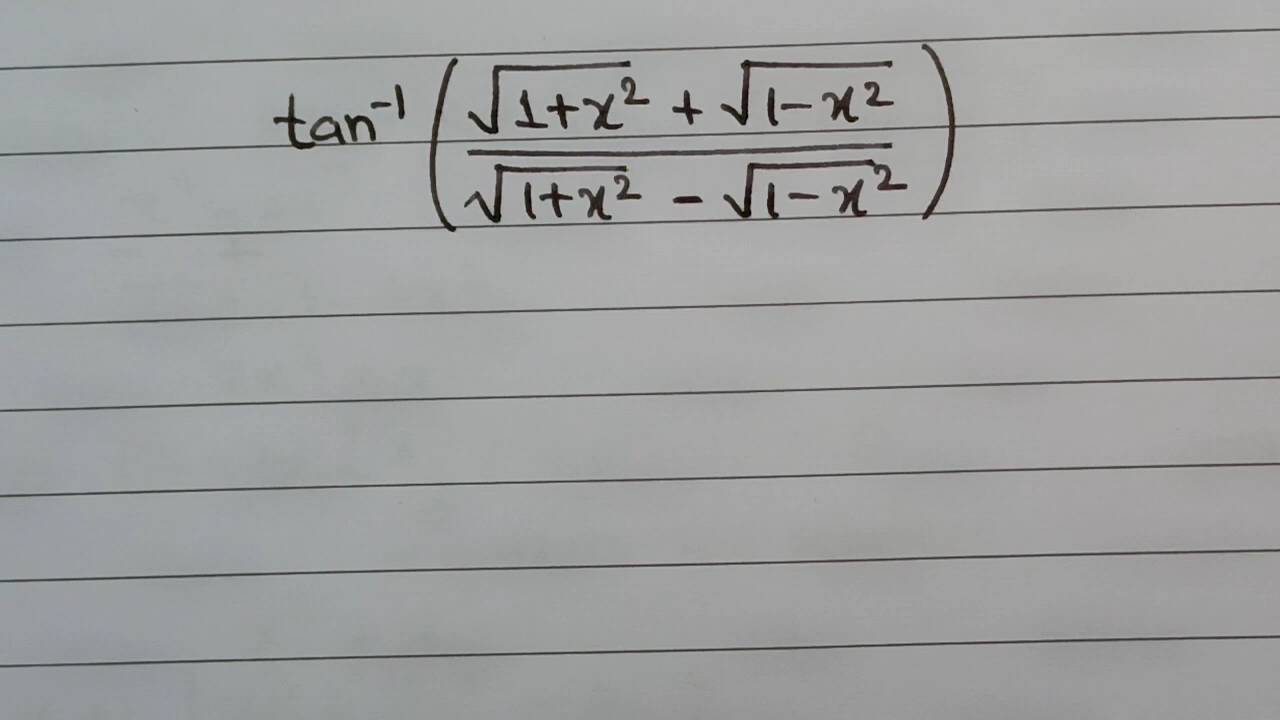 tan⁻¹ ( (√(1+x²) + √(1-x²)) / (√(1+x²) - √(1-x²)) )